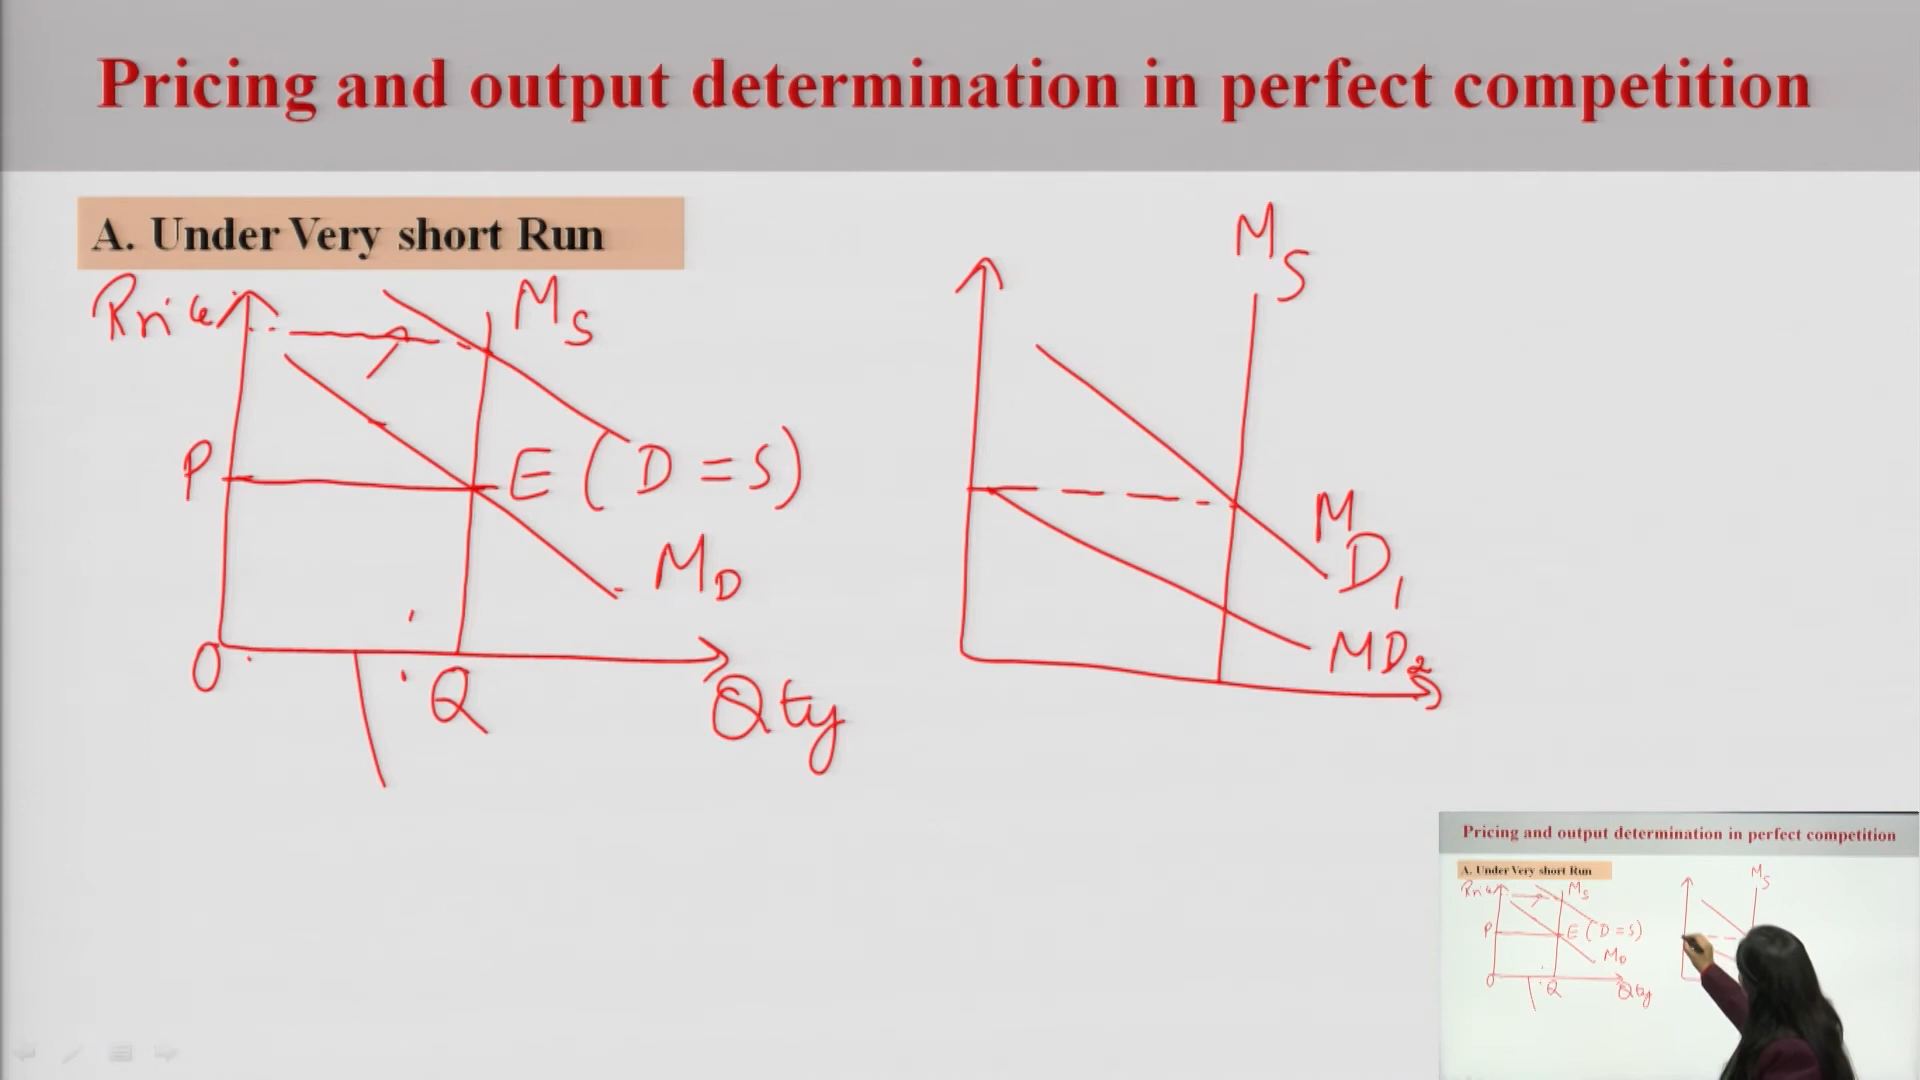 Pricing and output determination in perfect competition
A. Under Very short Run
Price
MS
P
E (D=S)
MD
O
Q
Qty
MS
MD1
MD2
Pricing and output determination in perfect competition
A. Under Very short Run
Price
MS
P
E (D=S)
MD
O
Q
Qty
MS